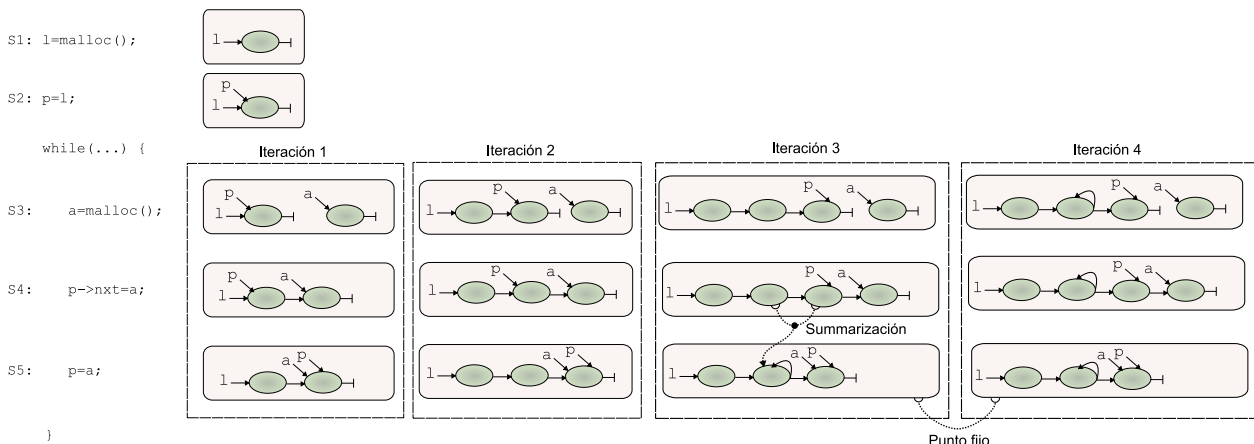 S1: l=malloc();
l
S2: p=l;
p
l
while(...) {
Iteración 1
Iteración 2
Iteración 3
Iteración 4
S3: a=malloc();
p a
l
p a
l
p a
l
p a
l
S4: p->nxt=a;
p a
l
p a
l
p a
l
p a
l
Summarización
S5: p=a;
a p
l
a p
l
a p
l
a p
l
}
Punto fijo